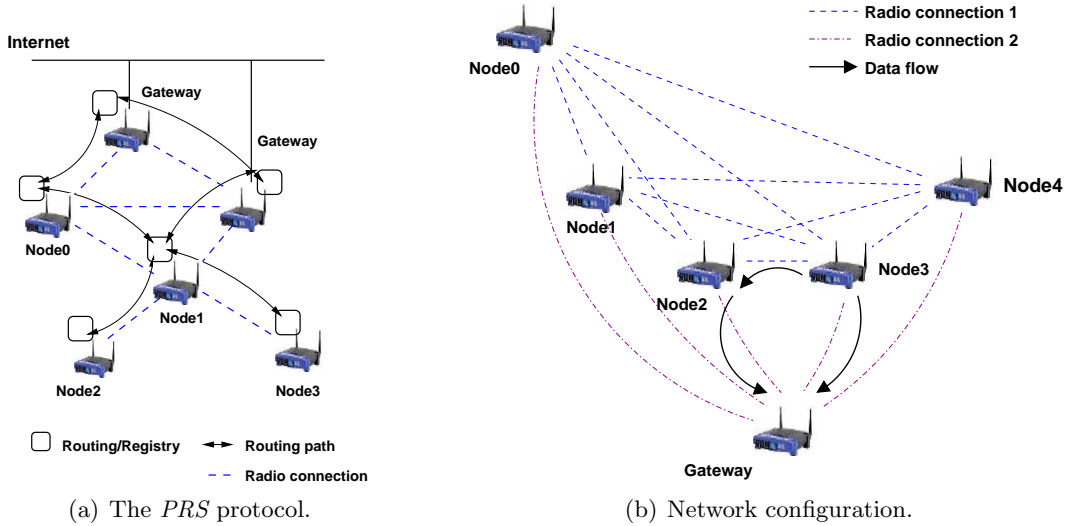 Internet
Gateway
Gateway
Node0
Node1
Node2
Node3
Routing/Registry
Routing path
Radio connection
(a) The PRS protocol.
Radio connection 1
Radio connection 2
Data flow
Node0
Node4
Node1
Node3
Node2
Gateway
(b) Network configuration.